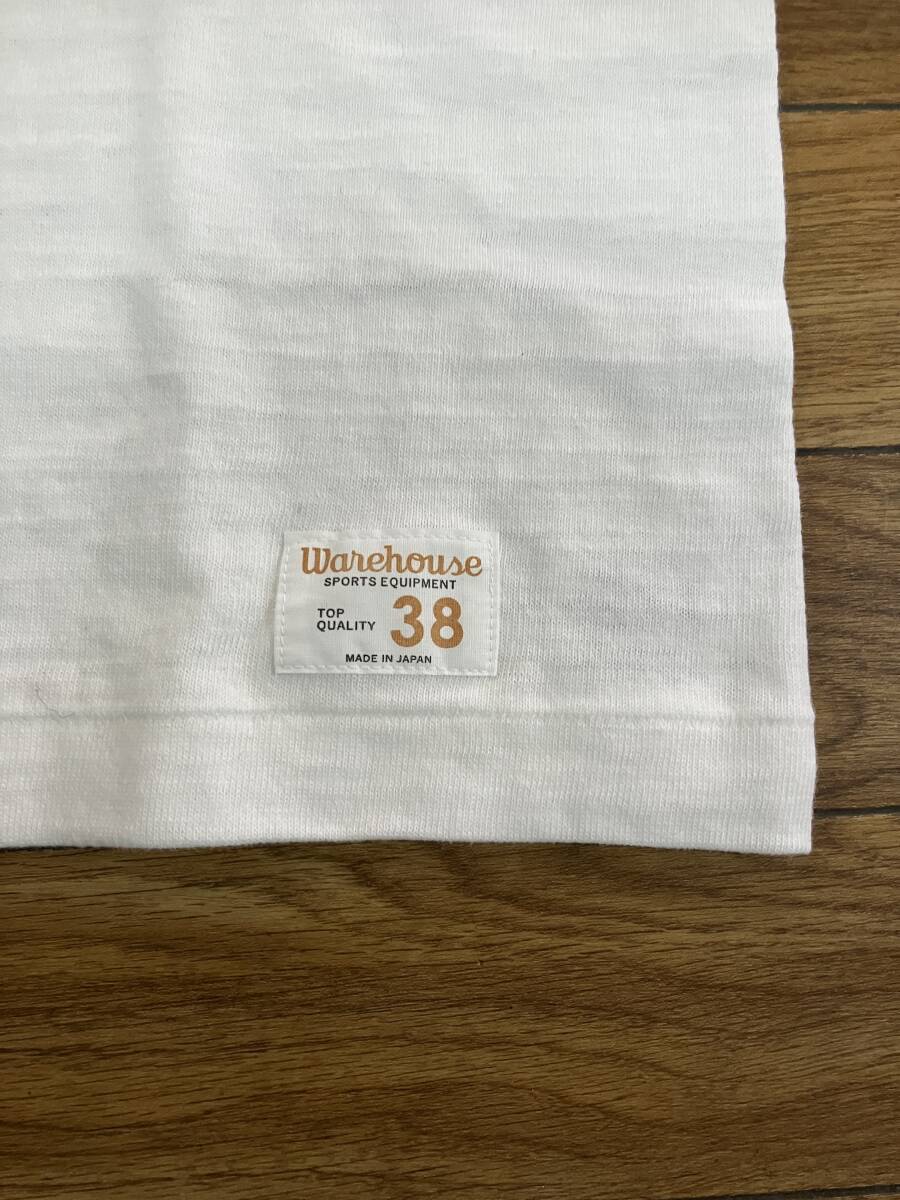 Warehouse
SPORTS EQUIPMENT
TOP
QUALITY
38
MADE IN JAPAN